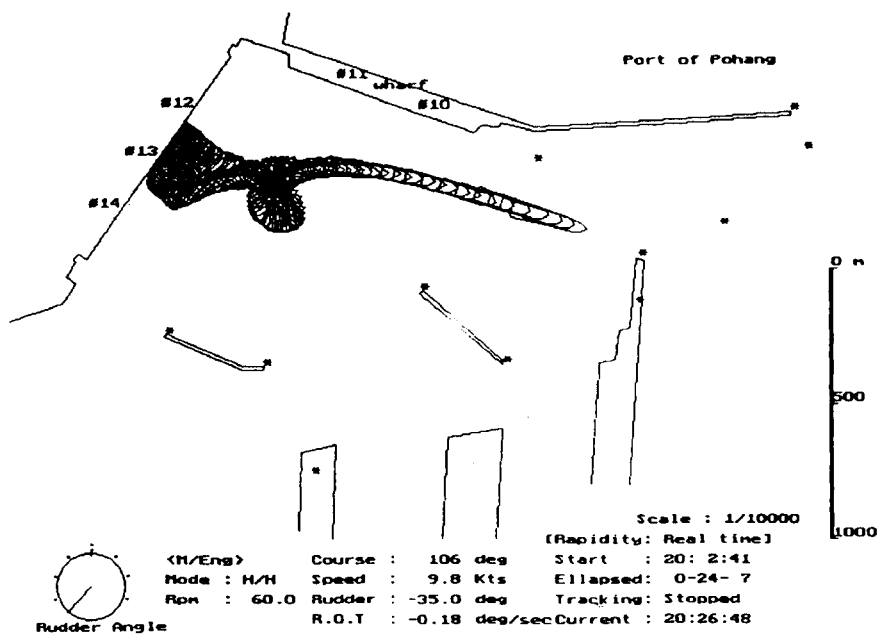 Port of Pohang
#11
wharf
#10
#12
#13
#14
0 m
500
1000
Scale : 1/10000
[Rapidity: Real time]
<M/Eng> Course : 106 deg Start : 20: 2:41
Mode : H/H Speed : 9.8 Kts Ellapsed: 0-24- 7
Rpm : 60.0 Rudder : -35.0 deg Tracking: Stopped
R.O.T : -0.18 deg/sec Current : 20:26:48
Rudder Angle